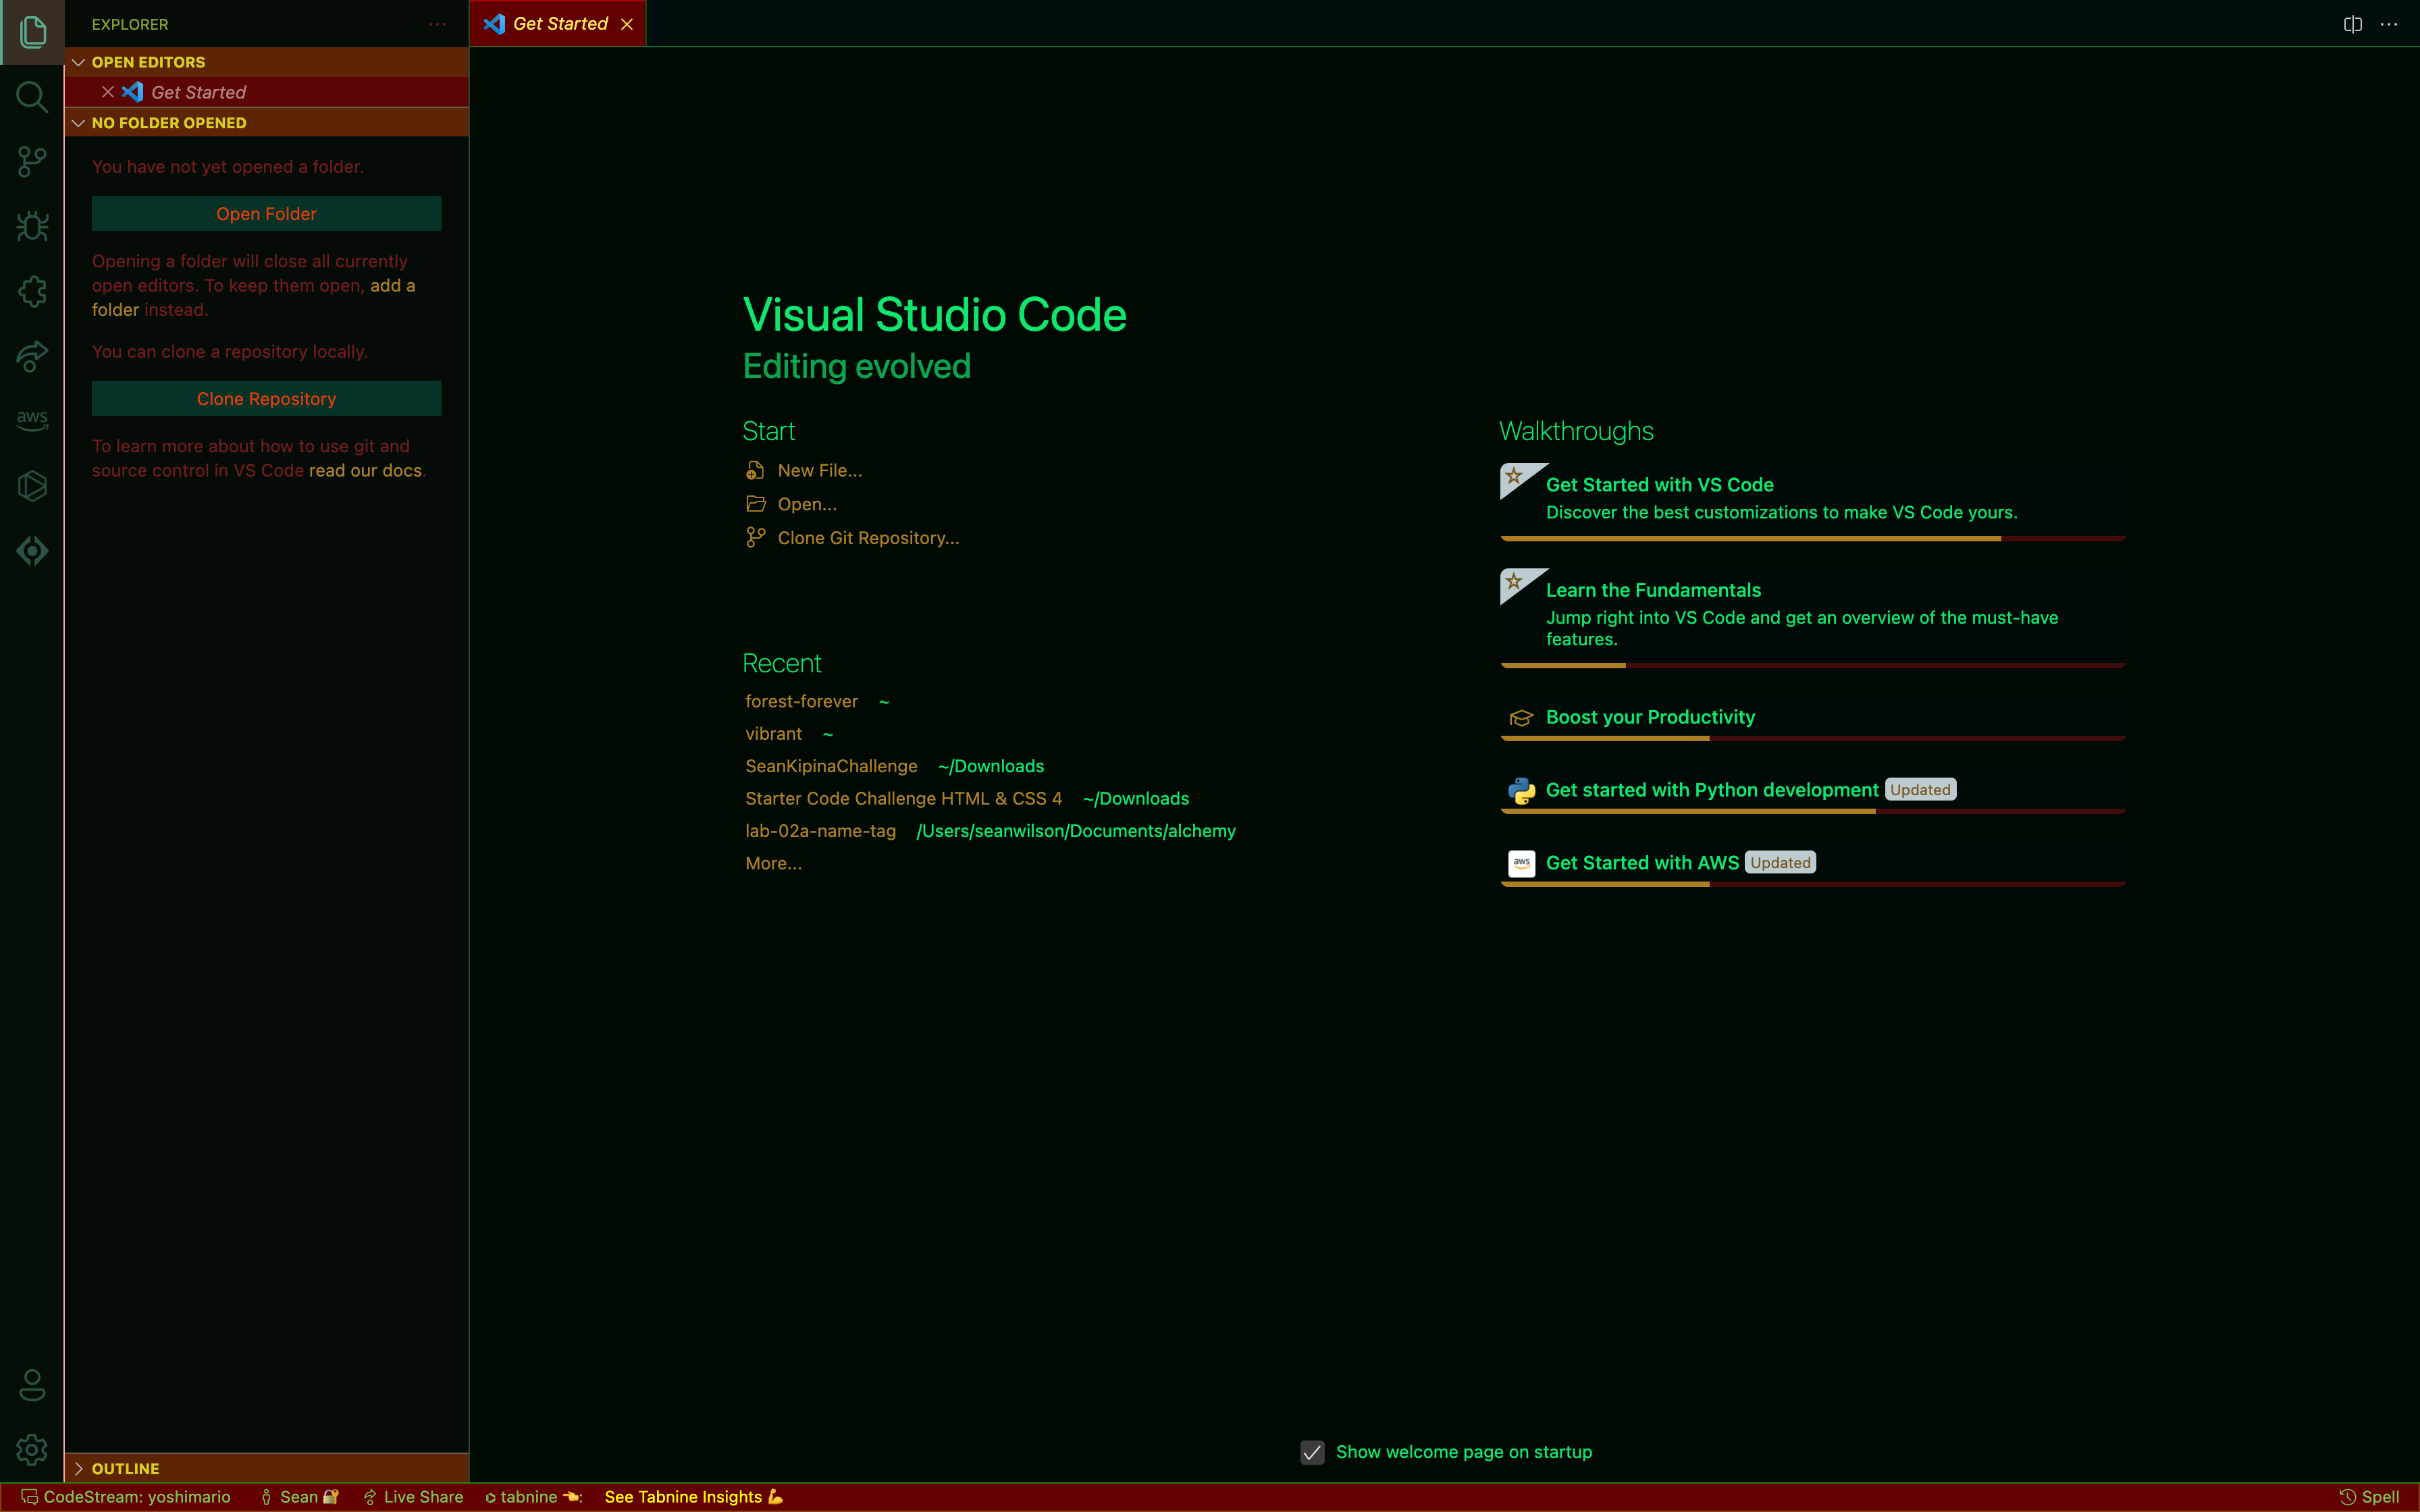 EXPLORER
OPEN EDITORS
Get Started
NO FOLDER OPENED
You have not yet opened a folder.
Open Folder
Opening a folder will close all currently
open editors. To keep them open, add a
folder instead.
You can clone a repository locally.
Clone Repository
To learn more about how to use git and
source control in VS Code read our docs.
OUTLINE
aws
Get Started
Visual Studio Code
Editing evolved
Start
New File...
Open...
Clone Git Repository...
Recent
forest-forever ~
vibrant ~
SeanKipinaChallenge ~/Downloads
Starter Code Challenge HTML & CSS 4 ~/Downloads
lab-02a-name-tag /Users/seanwilson/Documents/alchemy
More...
Walkthroughs
Get Started with VS Code
Discover the best customizations to make VS Code yours.
Learn the Fundamentals
Jump right into VS Code and get an overview of the must-have
features.
Boost your Productivity
Get started with Python development Updated
aws Get Started with AWS Updated
Show welcome page on startup
CodeStream: yoshimario Sean 🔐 Live Share tabnine 👈: See Tabnine Insights 💪 Spell